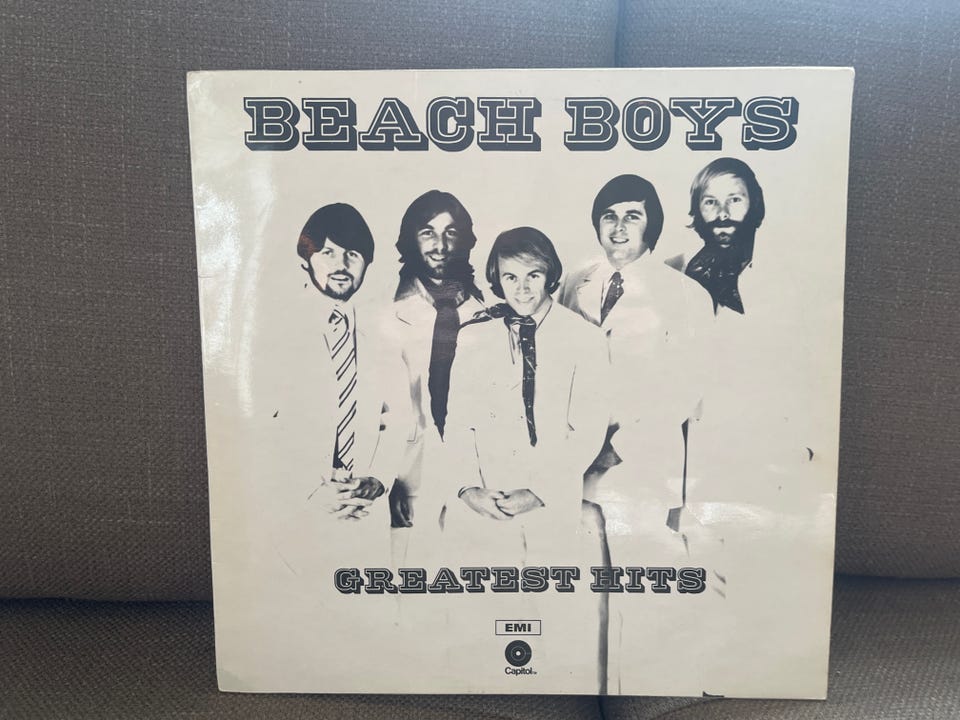 BEACH BOYS
GREATEST HITS
EMI
Capitol